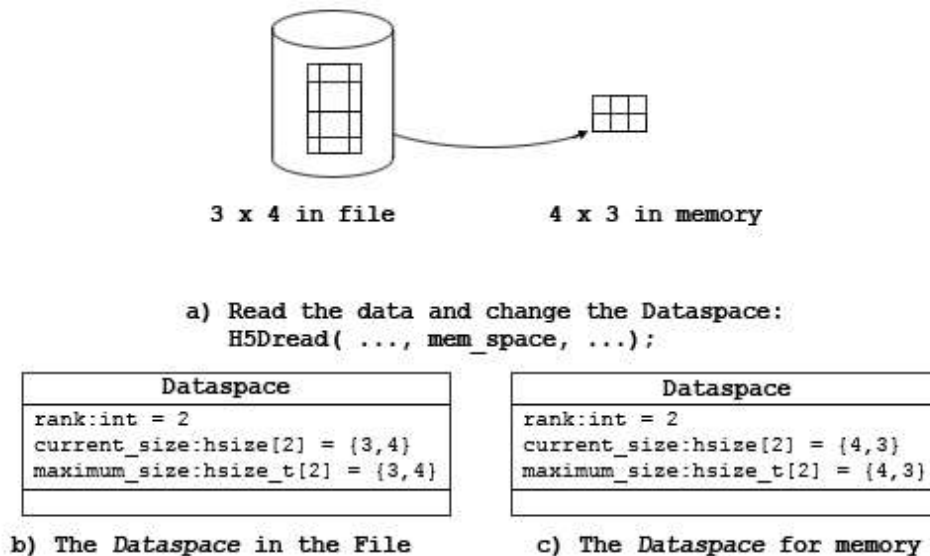 3 x 4 in file
4 x 3 in memory
a) Read the data and change the Dataspace:
H5Dread( ..., mem_space, ...);
Dataspace
rank:int = 2
current_size:hsize[2] = {3,4}
maximum_size:hsize_t[2] = {3,4}
b) The Dataspace in the File
Dataspace
rank:int = 2
current_size:hsize[2] = {4,3}
maximum_size:hsize_t[2] = {4,3}
c) The Dataspace for memory